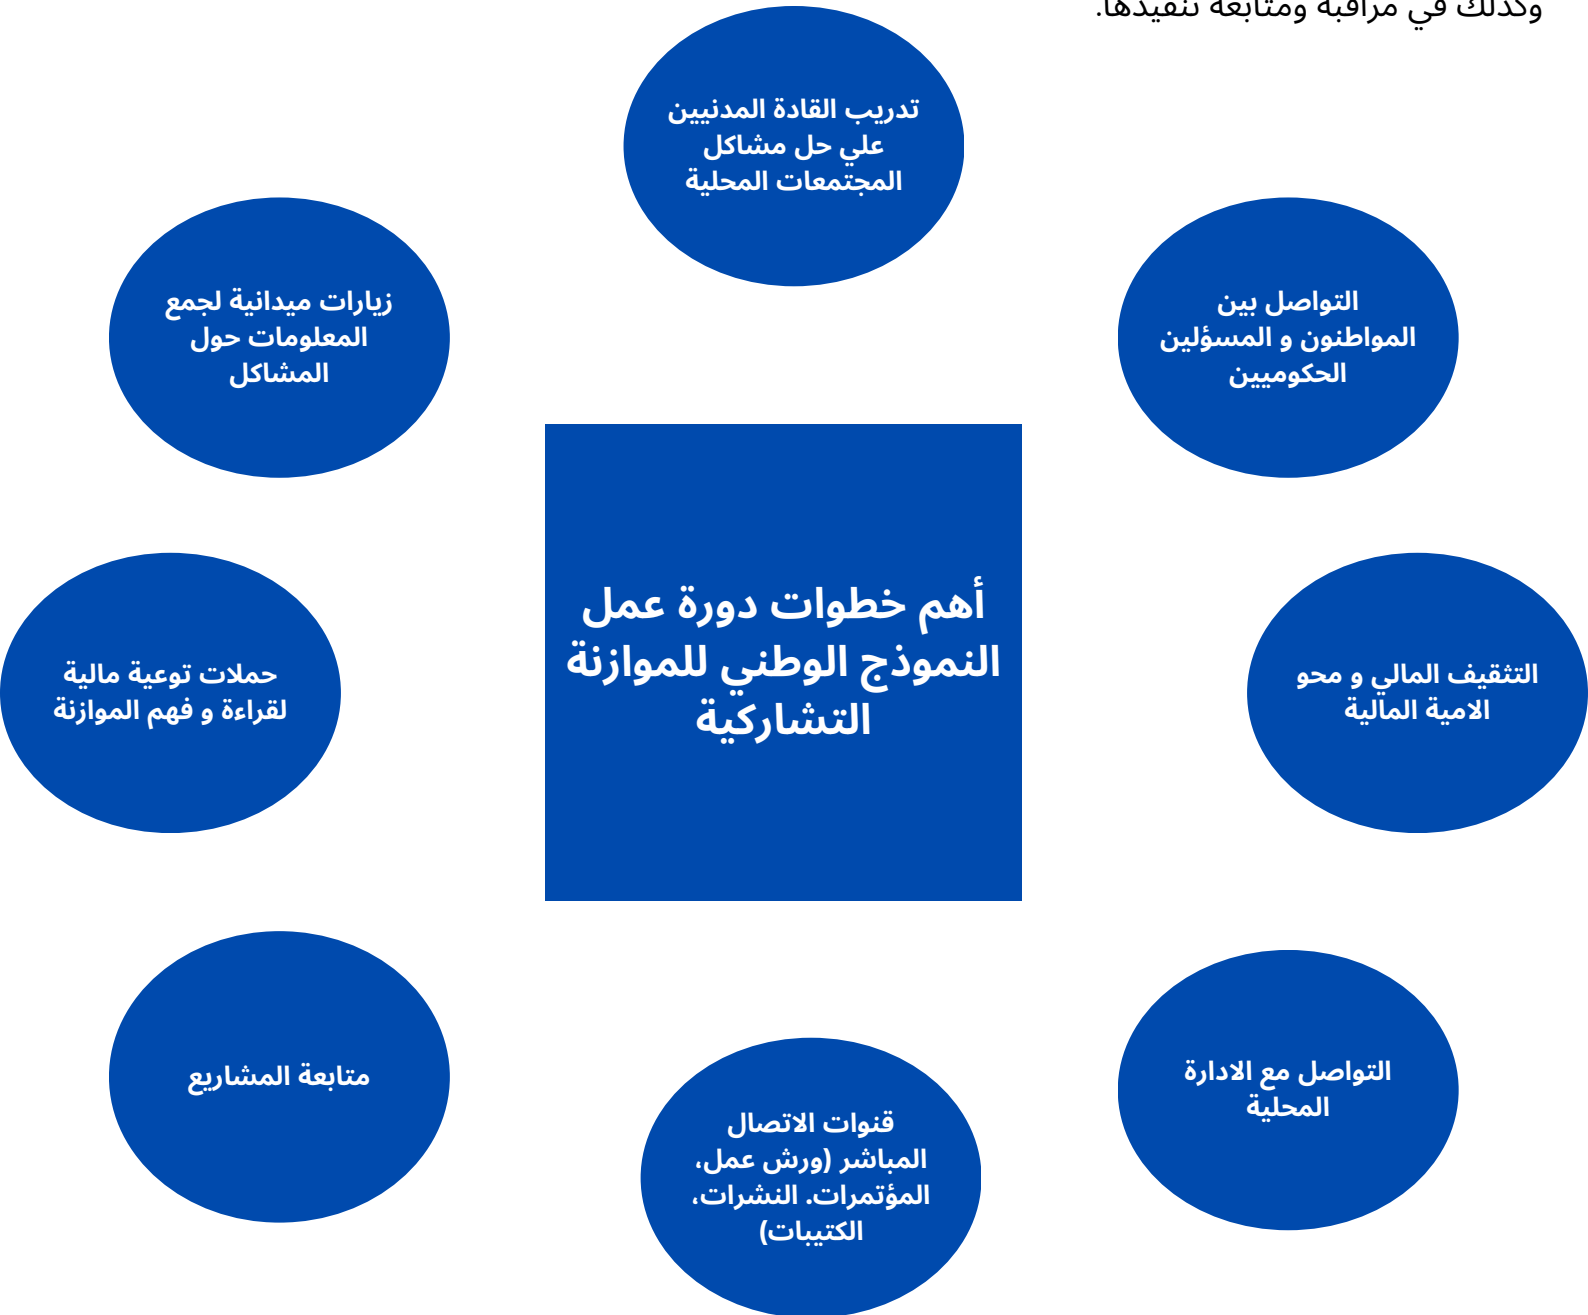 وكذلك في مراقبة ومتابعة تنفيذها.
تدريب القادة المدنيين
علي حل مشاكل
المجتمعات المحلية
التواصل بين
المواطنون و المسؤلين
الحكوميين
زيارات ميدانية لجمع
المعلومات حول
المشاكل
أهم خطوات دورة عمل
النموذج الوطني للموازنة
التشاركية
التثقيف المالي و محو
الامية المالية
حملات توعية مالية
لقراءة و فهم الموازنة
التواصل مع الادارة
المحلية
متابعة المشاريع
قنوات الاتصال
المباشر (ورش عمل،
المؤتمرات. النشرات،
الكتيبات)